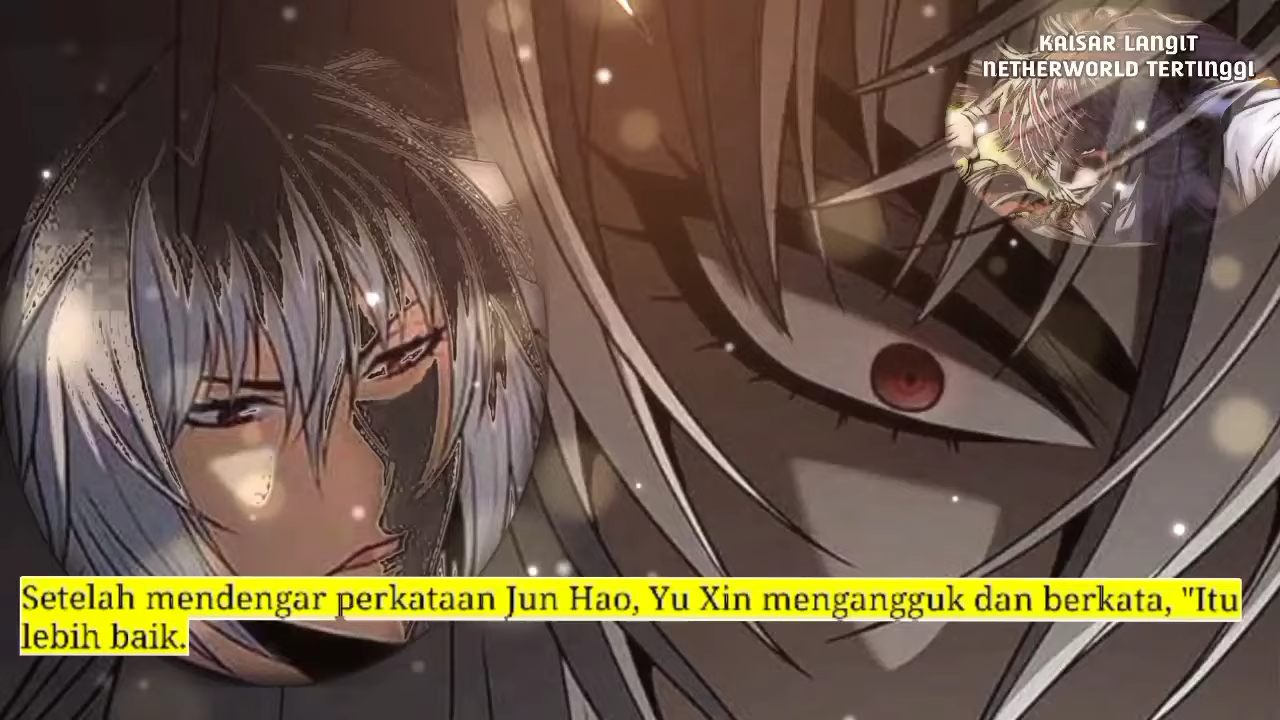 KAISAR LANGIT
NETHERWORLD TERTINGGI
Setelah mendengar perkataan Jun Hao, Yu Xin mengangguk dan berkata, "Itu
lebih baik.